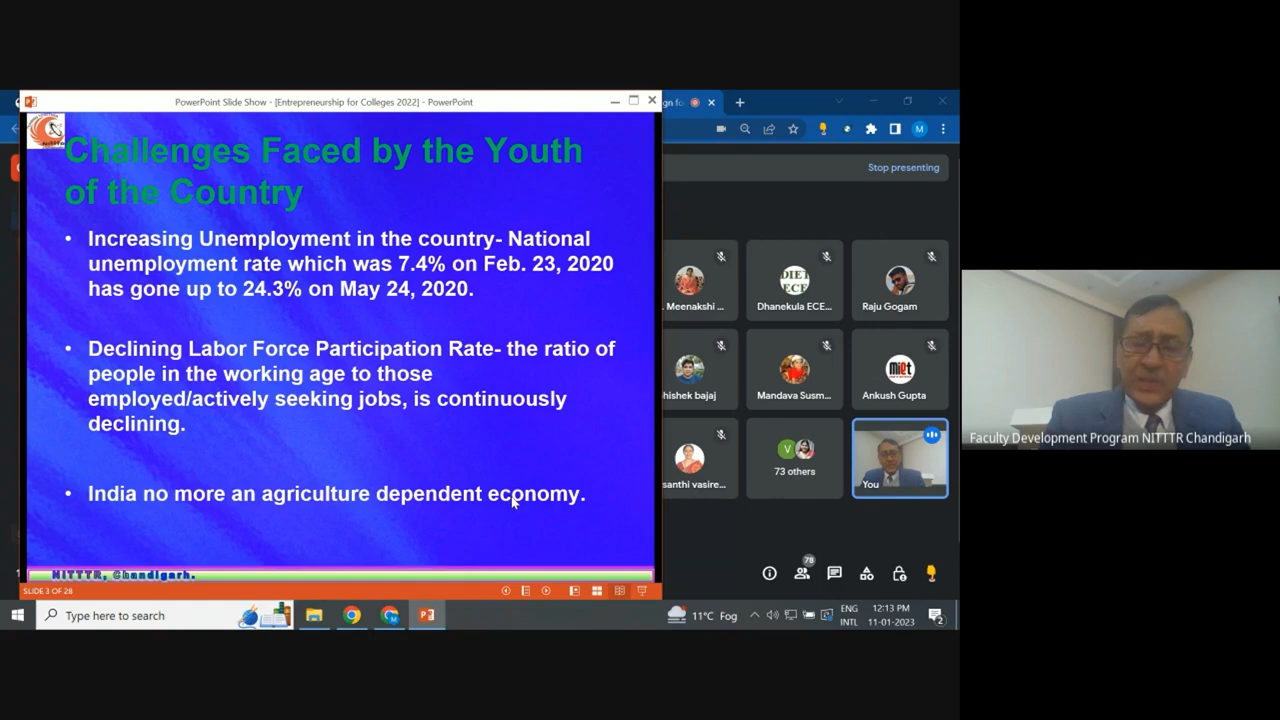 PowerPoint Slide Show - [Entrepreneurship for Colleges 2022] - PowerPoint
Challenges Faced by the Youth
of the Country
• Increasing Unemployment in the country- National
unemployment rate which was 7.4% on Feb. 23, 2020
has gone up to 24.3% on May 24, 2020.
• Declining Labor Force Participation Rate- the ratio of
people in the working age to those
employed/actively seeking jobs, is continuously
declining.
• India no more an agriculture dependent economy.
NITTTR, Chandigarh.
SLIDE 3 OF 28
M
Stop presenting
Meenakshi ...
DIET
ECE
Dhanekula ECE...
Raju Gogam
hishek bajaj
Mandava Susm...
miet
Ankush Gupta
santhi vasire...
V
73 others
You
78
Faculty Development Program NITTTR Chandigarh
Type here to search
11°C Fog
ENG
INTL
12:13 PM
11-01-2023
2